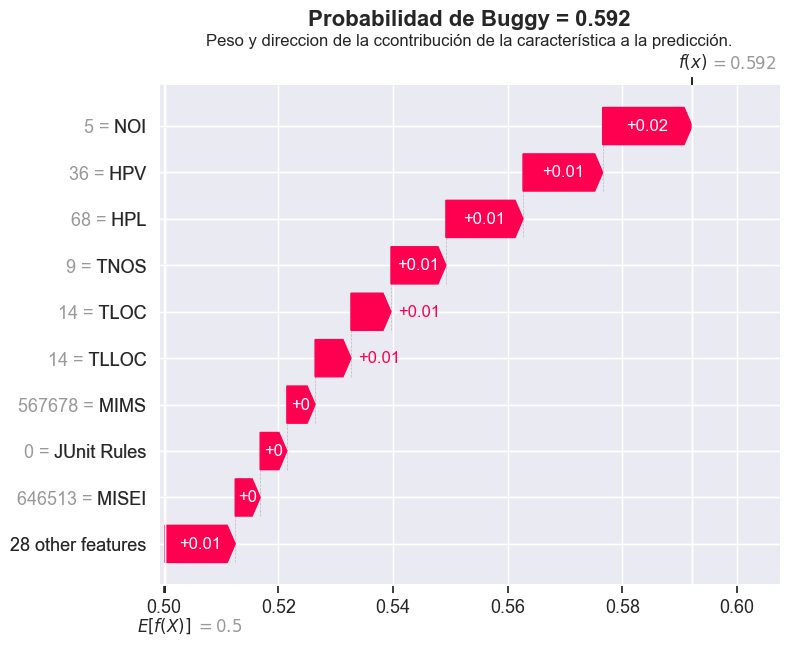 Probabilidad de Buggy = 0.592
Peso y direccion de la ccontribución de la característica a la predicción.
f(x) = 0.592
5 = NOI +0.02
36 = HPV +0.01
68 = HPL +0.01
9 = TNOS +0.01
14 = TLOC +0.01
14 = TLLOC +0.01
567678 = MIMS +0
0 = JUnit Rules +0
646513 = MISEI +0
28 other features +0.01
0.50 0.52 0.54 0.56 0.58 0.60
E[f(X)] = 0.5